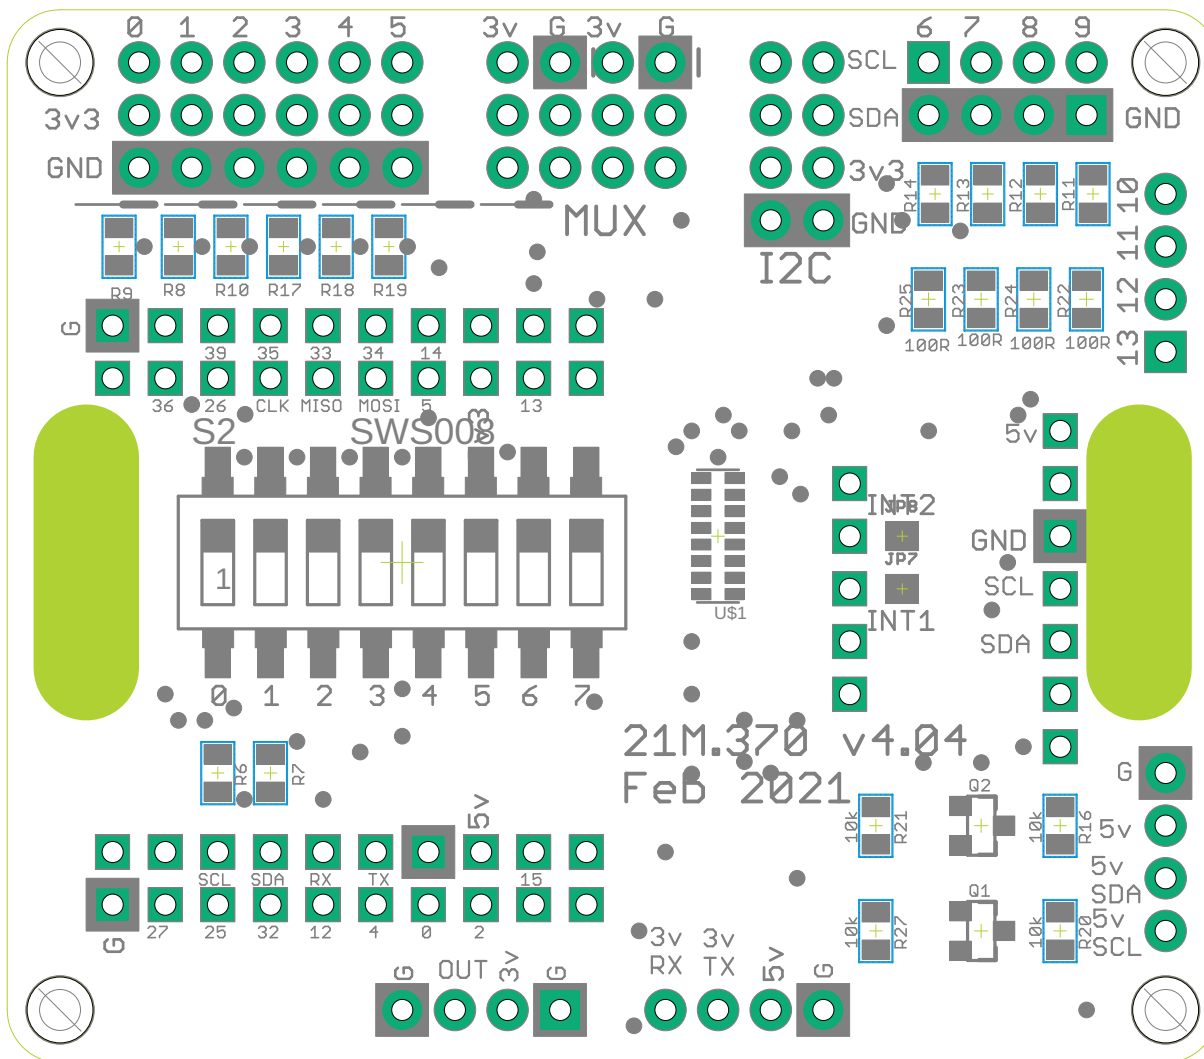 0 1 2 3 4 5 3v G 3v G SCL 6 7 8 9
3v3 SDA GND
GND 3v3
R14 R13 R12 R11 10
MUX GND 11
I2C
R9 R8 R10 R17 R18 R19 R25 R23 R24 R22 12
G 39 35 33 34 14 100R 100R 100R 100R 13
36 26 CLK MISO MOSI 5 13
S2 SWS008 3v3 5v
INT2
JP8
GND
JP7
1 SCL
U$1 INT1
SDA
0 1 2 3 4 5 6 7
21M.370 v4.04
Feb 2021
R6 R7 G
Q2
5v 10k R21 10k R16 5v
SCL SDA RX TX 15 5v
SDA
Q1
27 25 32 12 4 0 2 5v
G 10k R27 10k R20 SCL
3v 3v
G OUT 3v G RX TX 5v G